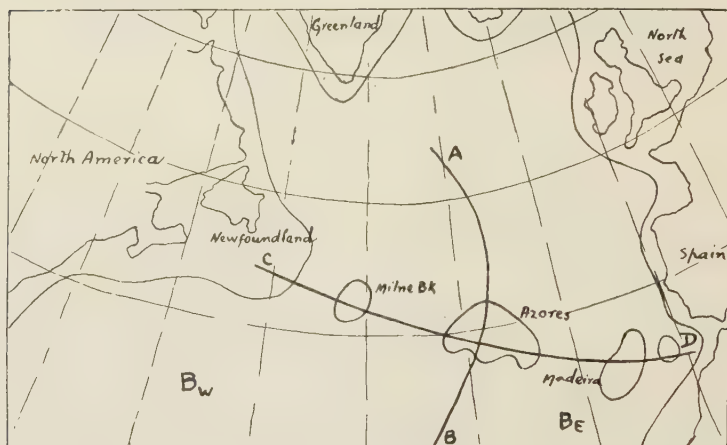 Greenland
North
Sea
A
North America
Newfoundland
C
Milne Bk
Spain
Azores
D
Madeira
Bw
BE
B